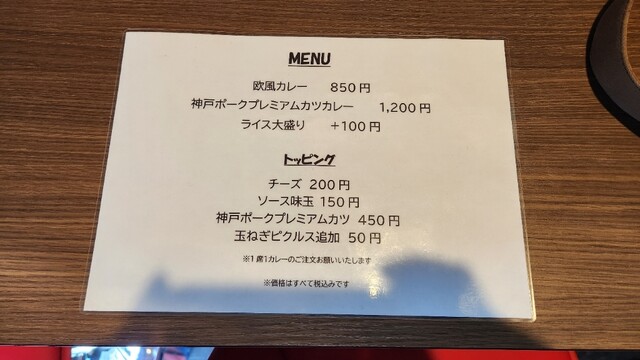 MENU
欧風カレー 850円
神戸ポークプレミアムカツカレー 1,200円
ライス大盛り +100円
トッピング
チーズ 200円
ソース味玉 150円
神戸ポークプレミアムカツ 450円
玉ねぎピクルス追加 50円
※1席1カレーのご注文お願いいたします
※価格はすべて税込みです